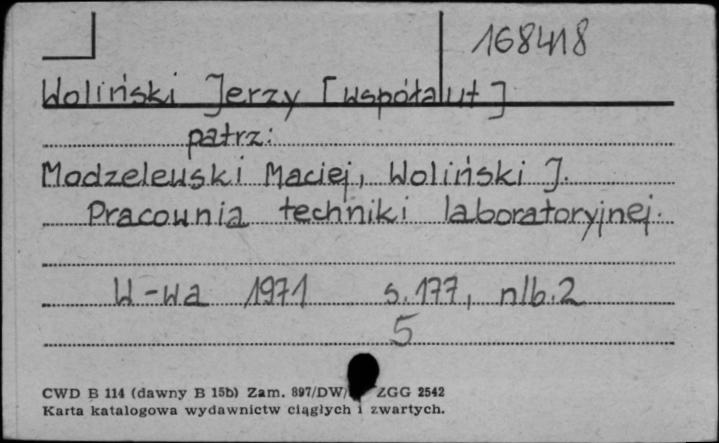 168418
Woliński Jerzy [współaut]
patrz:
Modzelewski Maciej, Woliński J.
Pracownia techniki laboratoryjnej.
W-wa 1971 s.177, nlb.2
5
CWD B 114 (dawny B 15b) Zam. 897/DW/ ZGG 2542
Karta katalogowa wydawnictw ciągłych i zwartych.